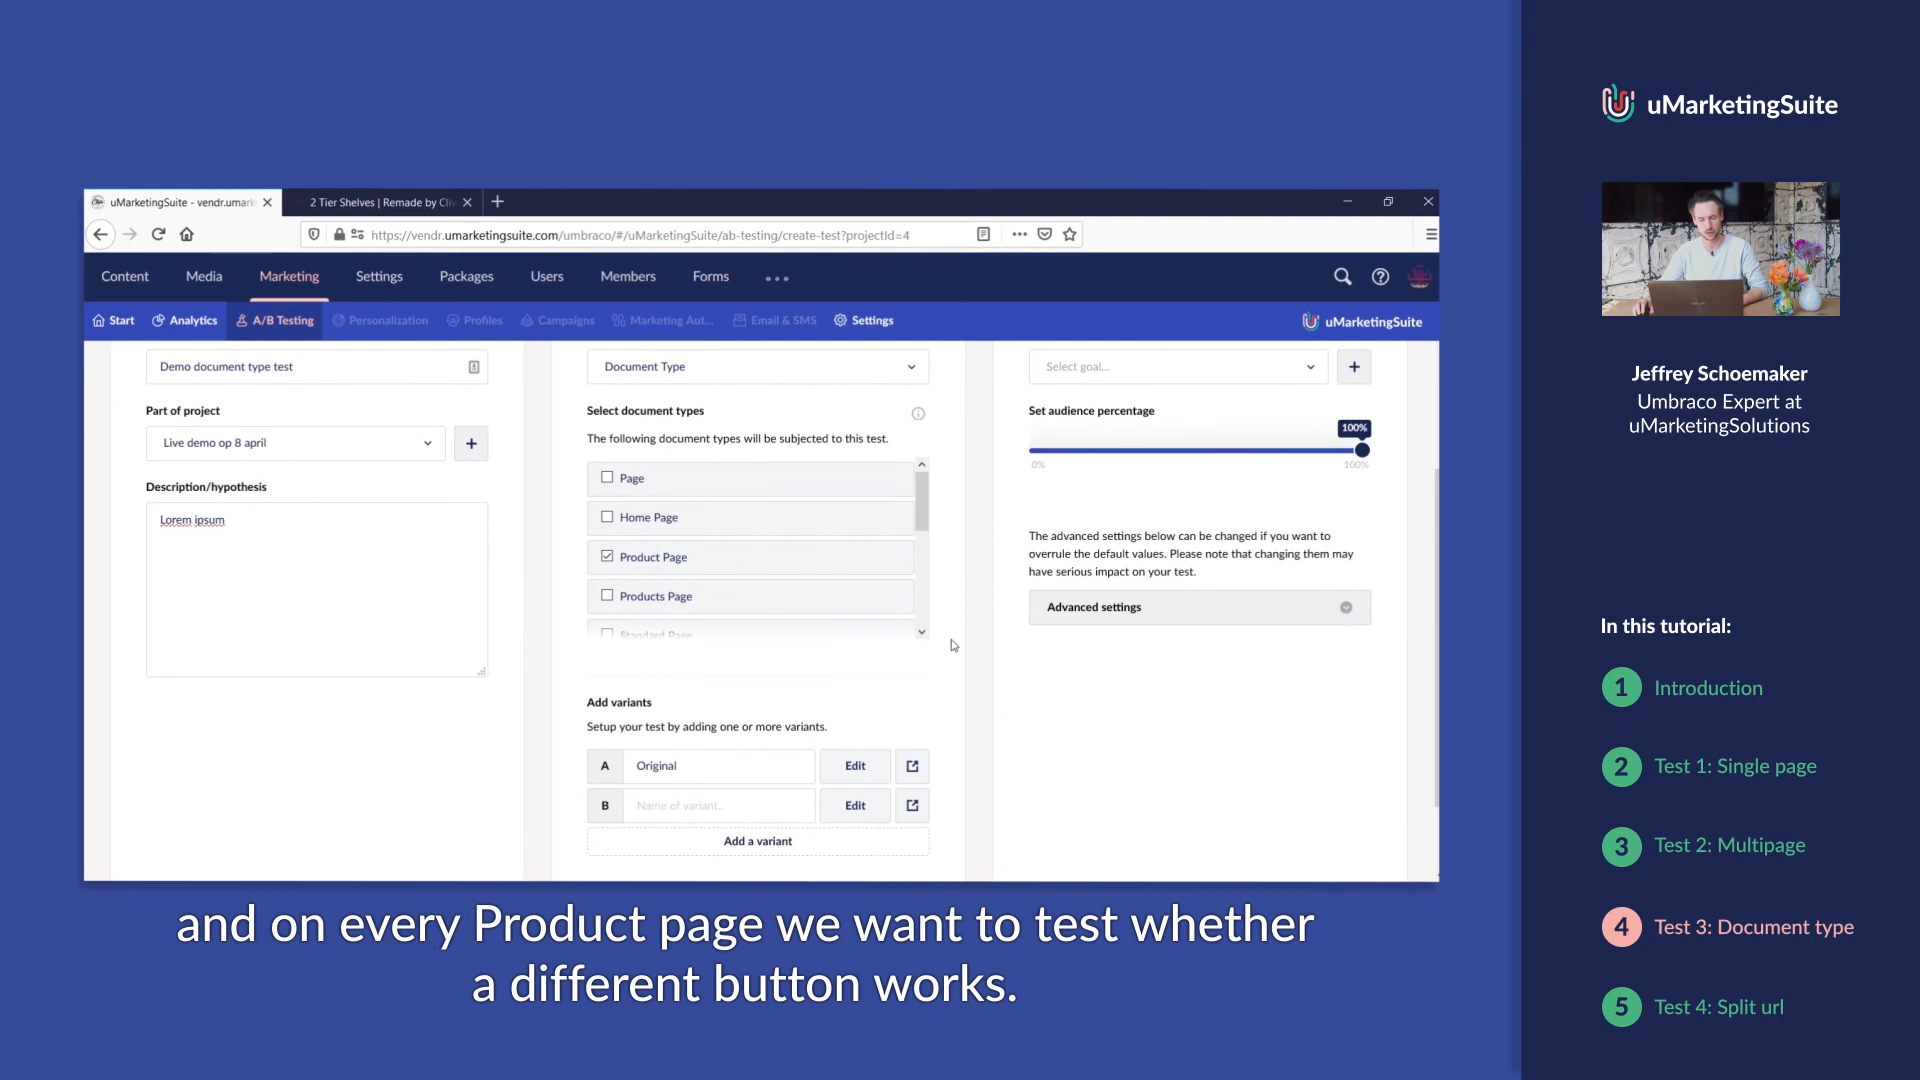 uMarketingSuite - vendr.umark
2 Tier Shelves | Remade by Cliv
https://vendr.umarketingsuite.com/umbraco/#/uMarketingSuite/ab-testing/create-test?projectId=4
Content Media Marketing Settings Packages Users Members Forms
Start Analytics A/B Testing Personalization Profiles Campaigns Marketing Aut... Email & SMS Settings
uMarketingSuite
Demo document type test
Part of project
Live demo op 8 april
Description/hypothesis
Lorem ipsum
Document Type
Select document types
The following document types will be subjected to this test.
Page
Home Page
Product Page
Products Page
Standard Page
Add variants
Setup your test by adding one or more variants.
A Original Edit
B Name of variant.. Edit
Add a variant
Select goal...
Set audience percentage
100%
0% 100%
The advanced settings below can be changed if you want to
overrule the default values. Please note that changing them may
have serious impact on your test.
Advanced settings
and on every Product page we want to test whether
a different button works.
uMarketingSuite
Jeffrey Schoemaker
Umbraco Expert at
uMarketingSolutions
In this tutorial:
1 Introduction
2 Test 1: Single page
3 Test 2: Multipage
4 Test 3: Document type
5 Test 4: Split url